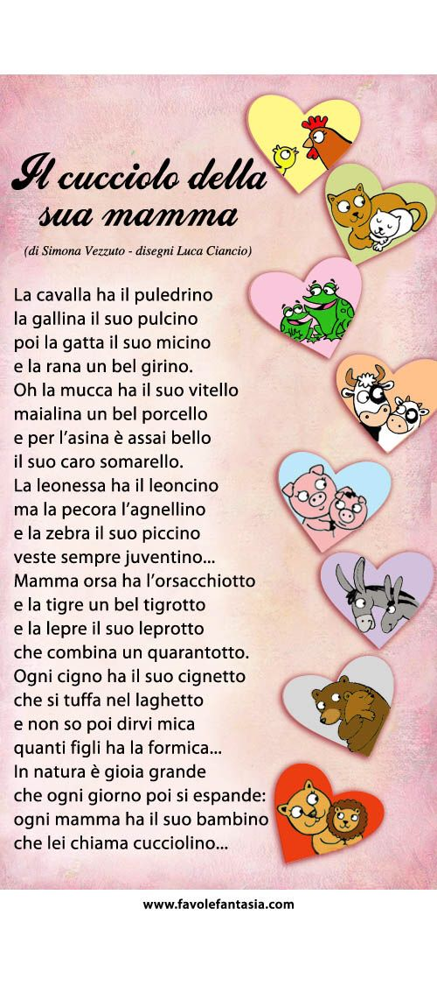 Il cucciolo della
sua mamma
(di Simona Vezzuto - disegni Luca Ciancio)
La cavalla ha il puledrino
la gallina il suo pulcino
poi la gatta il suo micino
e la rana un bel girino.
Oh la mucca ha il suo vitello
maialina un bel porcello
e per l'asina è assai bello
il suo caro somarello.
La leonessa ha il leoncino
ma la pecora l'agnellino
e la zebra il suo piccino
veste sempre juventino...
Mamma orsa ha l'orsacchiotto
e la tigre un bel tigrotto
e la lepre il suo leprotto
che combina un quarantotto.
Ogni cigno ha il suo cignetto
che si tuffa nel laghetto
e non so poi dirvi mica
quanti figli ha la formica...
In natura è gioia grande
che ogni giorno poi si espande:
ogni mamma ha il suo bambino
che lei chiama cucciolino...
www.favolefantasia.com